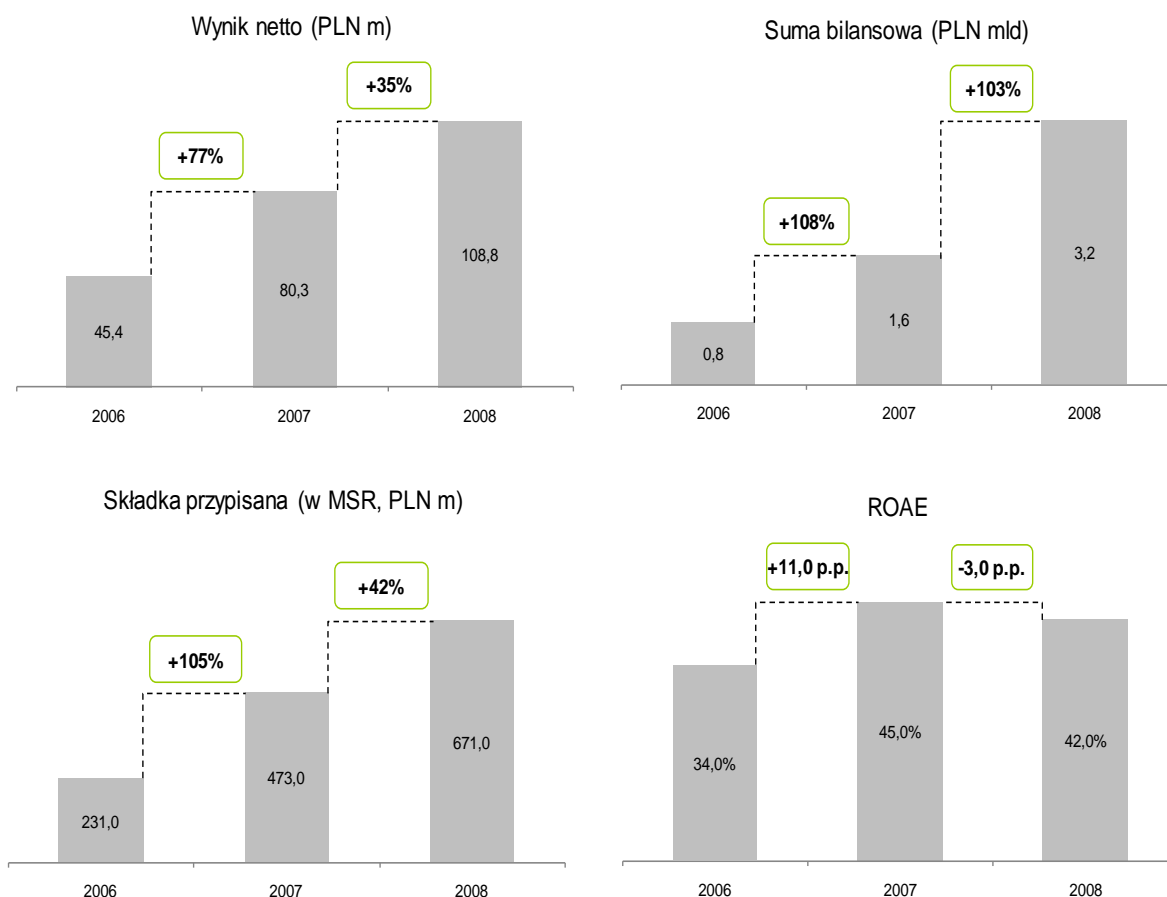 Wynik netto (PLN m)
+35%
+77%
108,8
80,3
45,4
2006 2007 2008
Suma bilansowa (PLN mld)
+103%
+108%
3,2
1,6
0,8
2006 2007 2008
Składka przypisana (w MSR, PLN m)
+42%
+105%
671,0
473,0
231,0
2006 2007 2008
ROAE
+11,0 p.p. -3,0 p.p.
45,0%
42,0%
34,0%
2006 2007 2008